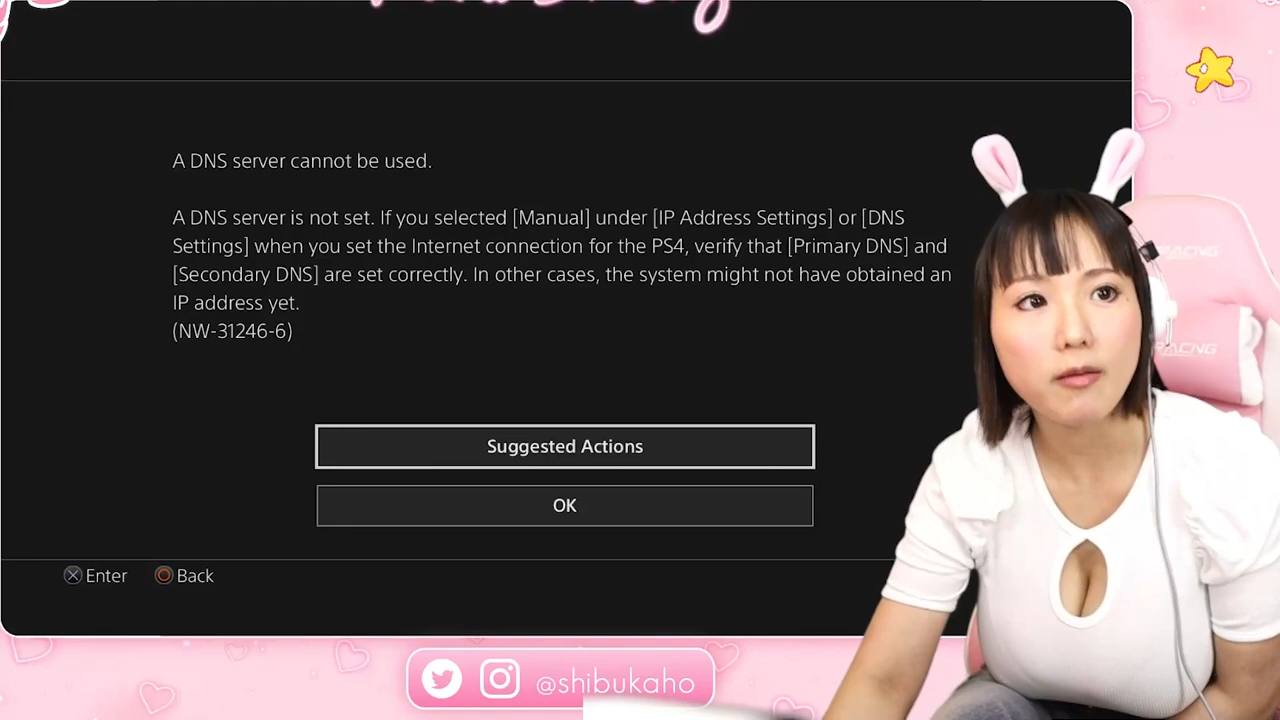 A DNS server cannot be used.
A DNS server is not set. If you selected [Manual] under [IP Address Settings] or [DNS
Settings] when you set the Internet connection for the PS4, verify that [Primary DNS] and
[Secondary DNS] are set correctly. In other cases, the system might not have obtained an
IP address yet.
(NW-31246-6)
Suggested Actions
OK
Enter Back
@shibukaho